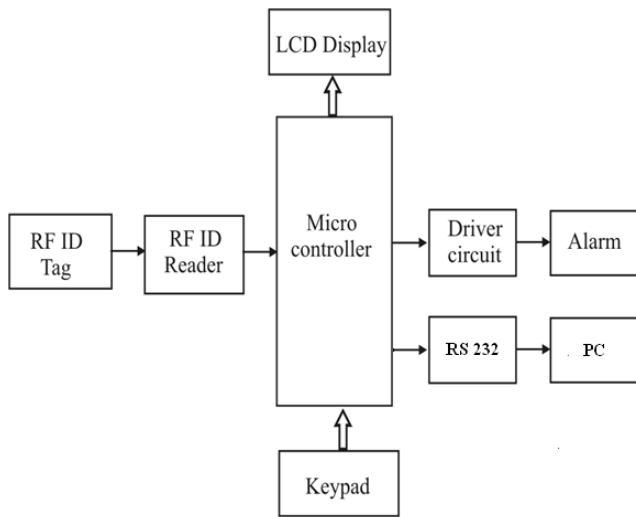 LCD Display
RF ID
Tag
RF ID
Reader
Micro
controller
Driver
circuit
Alarm
RS 232
PC
Keypad